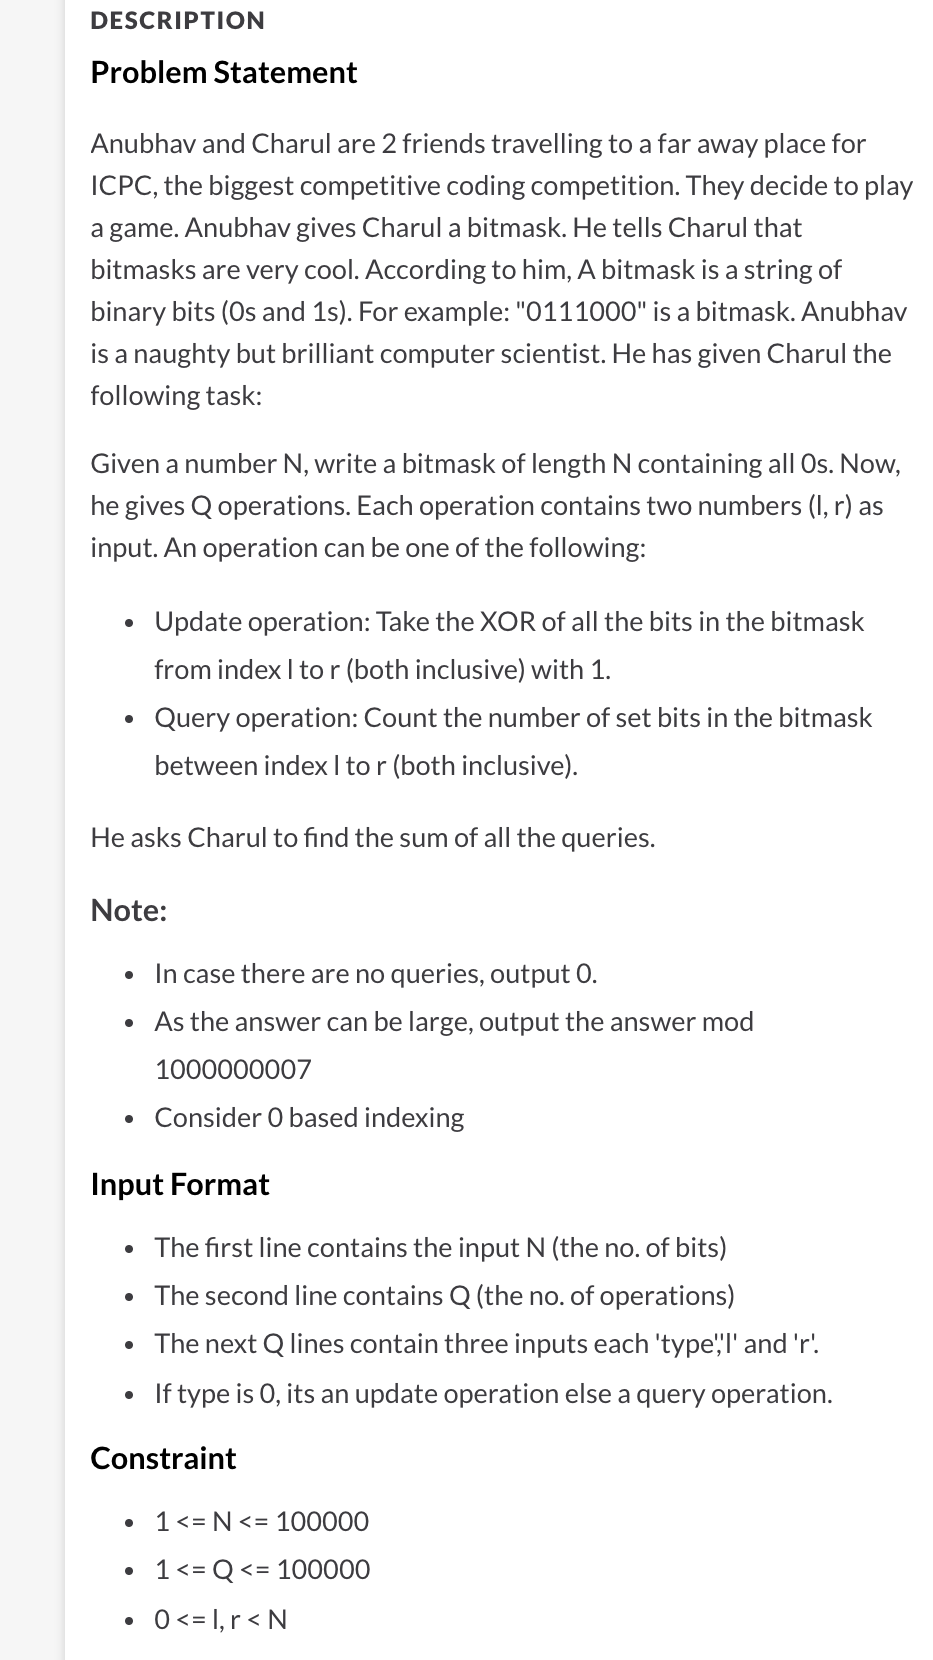 DESCRIPTION
Problem Statement
Anubhav and Charul are 2 friends travelling to a far away place for
ICPC, the biggest competitive coding competition. They decide to play
a game. Anubhav gives Charul a bitmask. He tells Charul that
bitmasks are very cool. According to him, A bitmask is a string of
binary bits (0s and 1s). For example: "0111000" is a bitmask. Anubhav
is a naughty but brilliant computer scientist. He has given Charul the
following task:
Given a number N, write a bitmask of length N containing all 0s. Now,
he gives Q operations. Each operation contains two numbers (l, r) as
input. An operation can be one of the following:
• Update operation: Take the XOR of all the bits in the bitmask
from index l to r (both inclusive) with 1.
• Query operation: Count the number of set bits in the bitmask
between index l to r (both inclusive).
He asks Charul to find the sum of all the queries.
Note:
• In case there are no queries, output 0.
• As the answer can be large, output the answer mod
1000000007
• Consider 0 based indexing
Input Format
• The first line contains the input N (the no. of bits)
• The second line contains Q (the no. of operations)
• The next Q lines contain three inputs each 'type','l' and 'r'.
• If type is 0, its an update operation else a query operation.
Constraint
• 1 <= N <= 100000
• 1 <= Q <= 100000
• 0 <= l, r < N